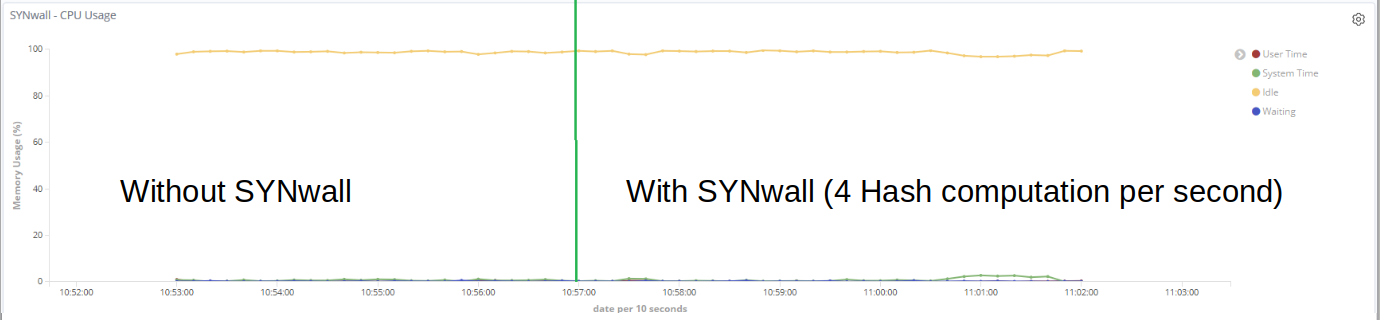 SYNwall - CPU Usage
100
80
60
40
20
0
Memory Usage (%)
Without SYNwall
With SYNwall (4 Hash computation per second)
User Time
System Time
Idle
Waiting
10:52:00 10:53:00 10:54:00 10:55:00 10:56:00 10:57:00 10:58:00 10:59:00 11:00:00 11:01:00 11:02:00 11:03:00
date per 10 seconds